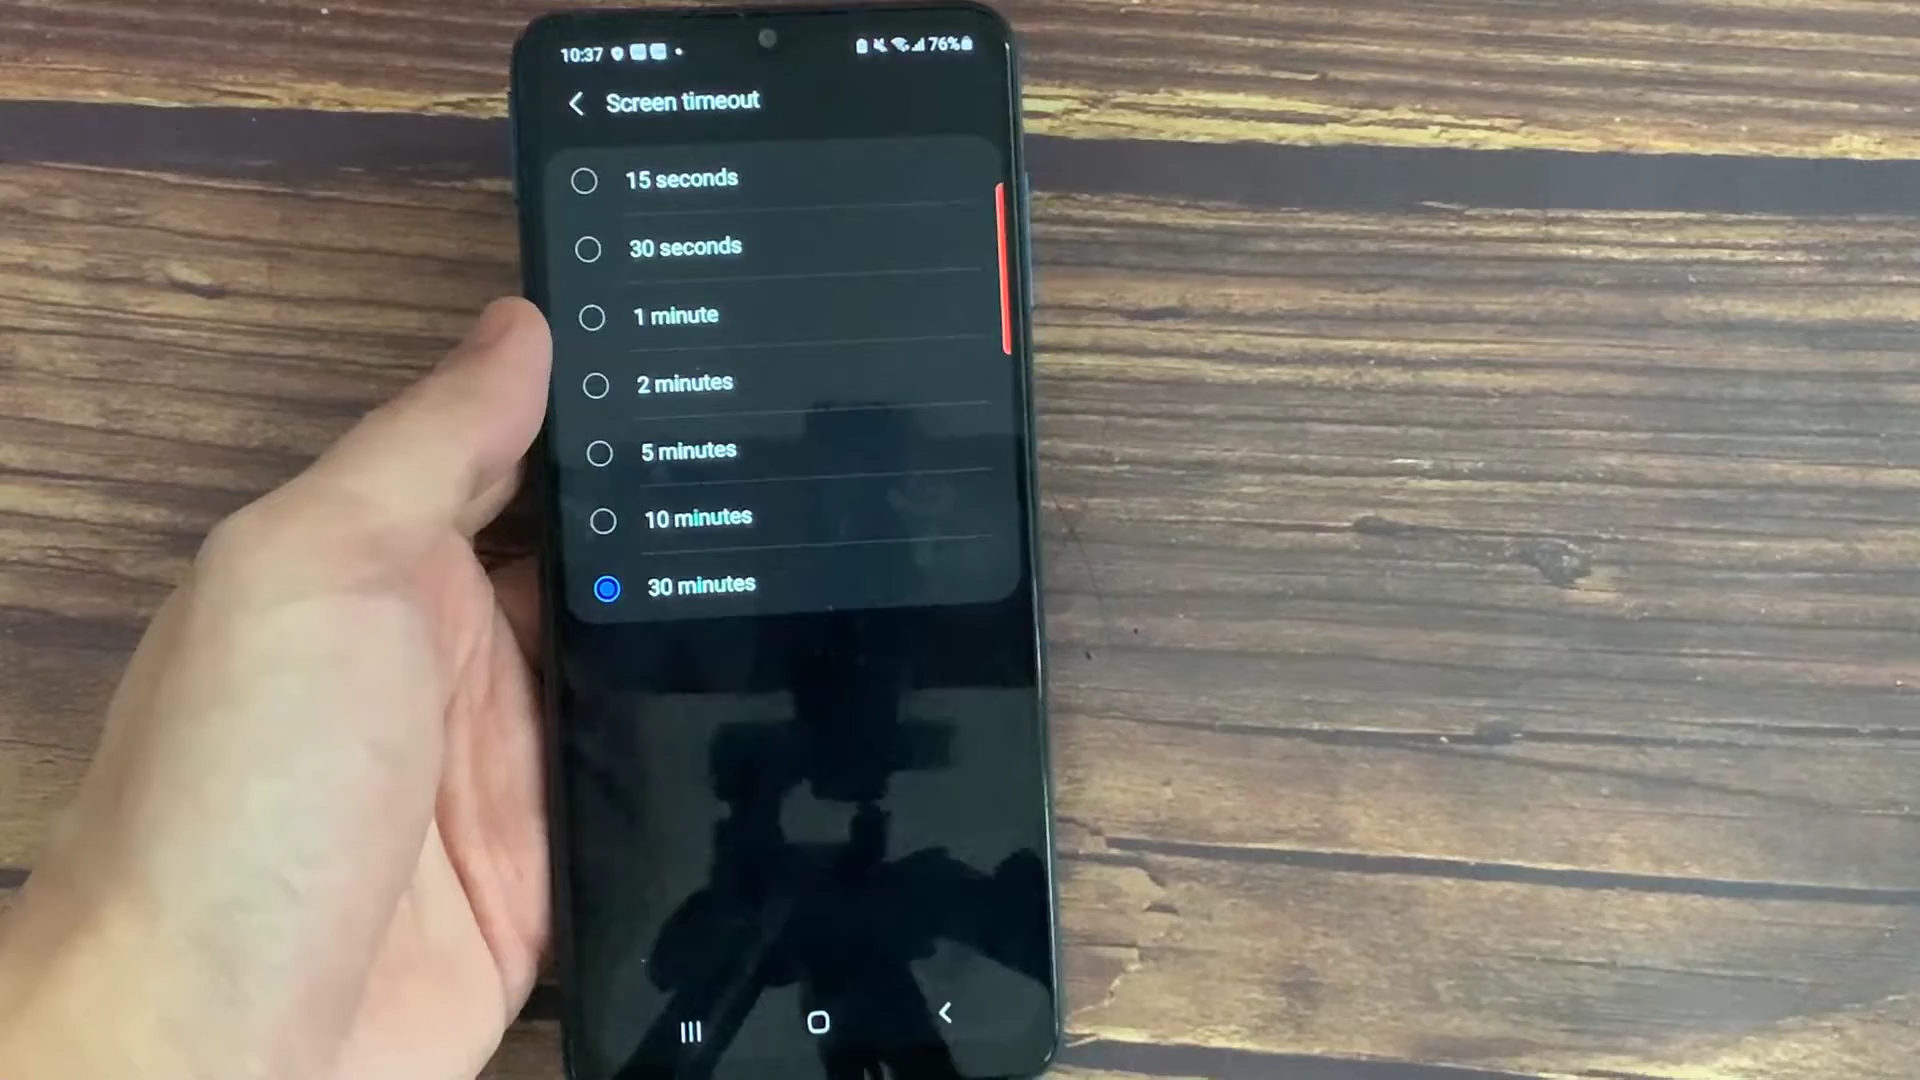 10:37 76%
Screen timeout
15 seconds
30 seconds
1 minute
2 minutes
5 minutes
10 minutes
30 minutes